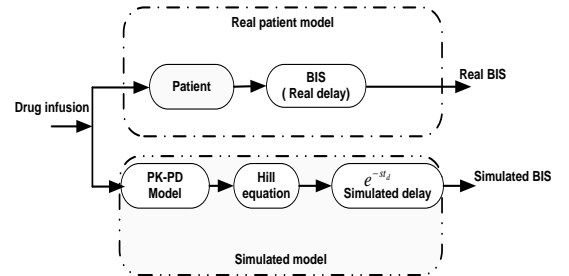 Real patient model
Patient
BIS
( Real delay)
Real BIS
Drug infusion
PK-PD
Model
Hill
equation
e^{-st_d}
Simulated delay
Simulated BIS
Simulated model